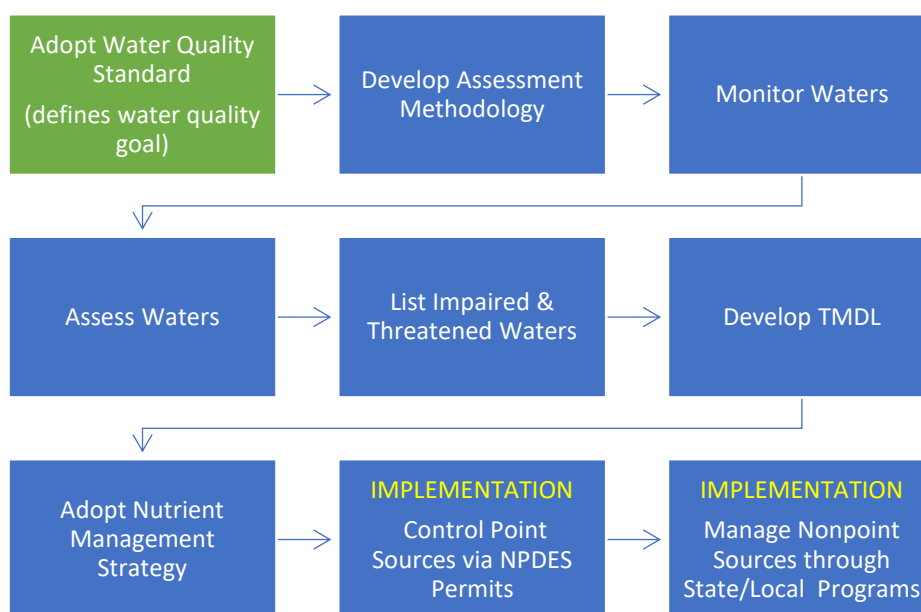 Adopt Water Quality
Standard
(defines water quality
goal)
Develop Assessment
Methodology
Monitor Waters
Assess Waters
List Impaired &
Threatened Waters
Develop TMDL
Adopt Nutrient
Management
Strategy
IMPLEMENTATION
Control Point
Sources via NPDES
Permits
IMPLEMENTATION
Manage Nonpoint
Sources through
State/Local Programs